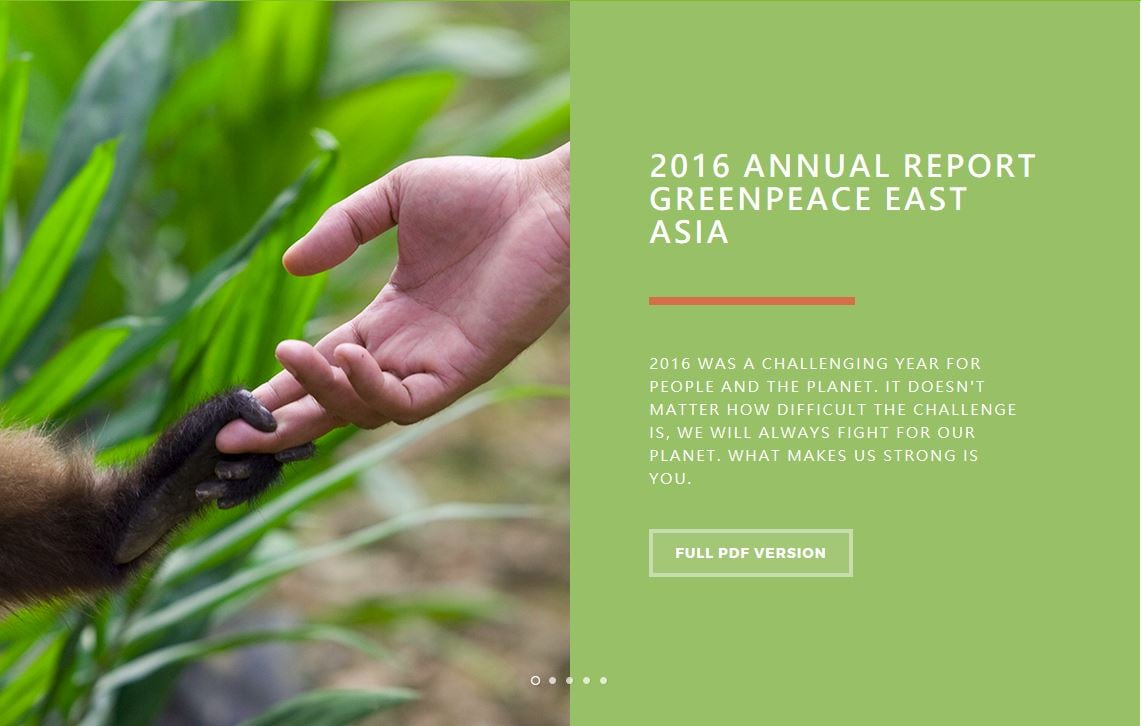 2016 ANNUAL REPORT
GREENPEACE EAST
ASIA
2016 WAS A CHALLENGING YEAR FOR
PEOPLE AND THE PLANET. IT DOESN'T
MATTER HOW DIFFICULT THE CHALLENGE
IS, WE WILL ALWAYS FIGHT FOR OUR
PLANET. WHAT MAKES US STRONG IS
YOU.
FULL PDF VERSION